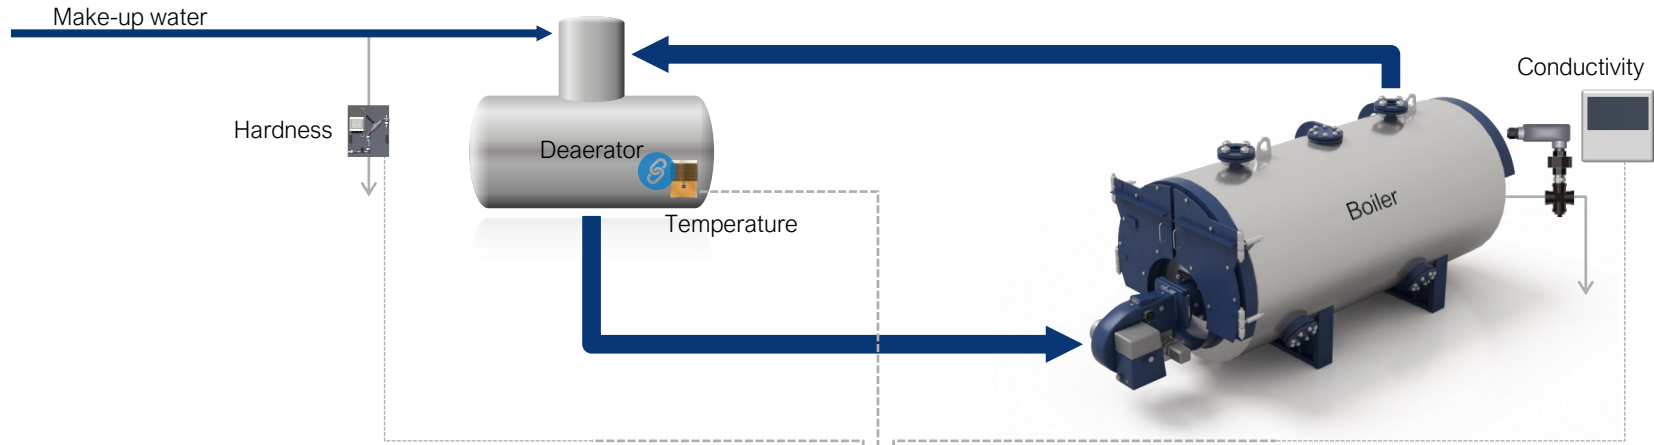 Make-up water
Conductivity
Hardness
Deaerator
Boiler
Temperature